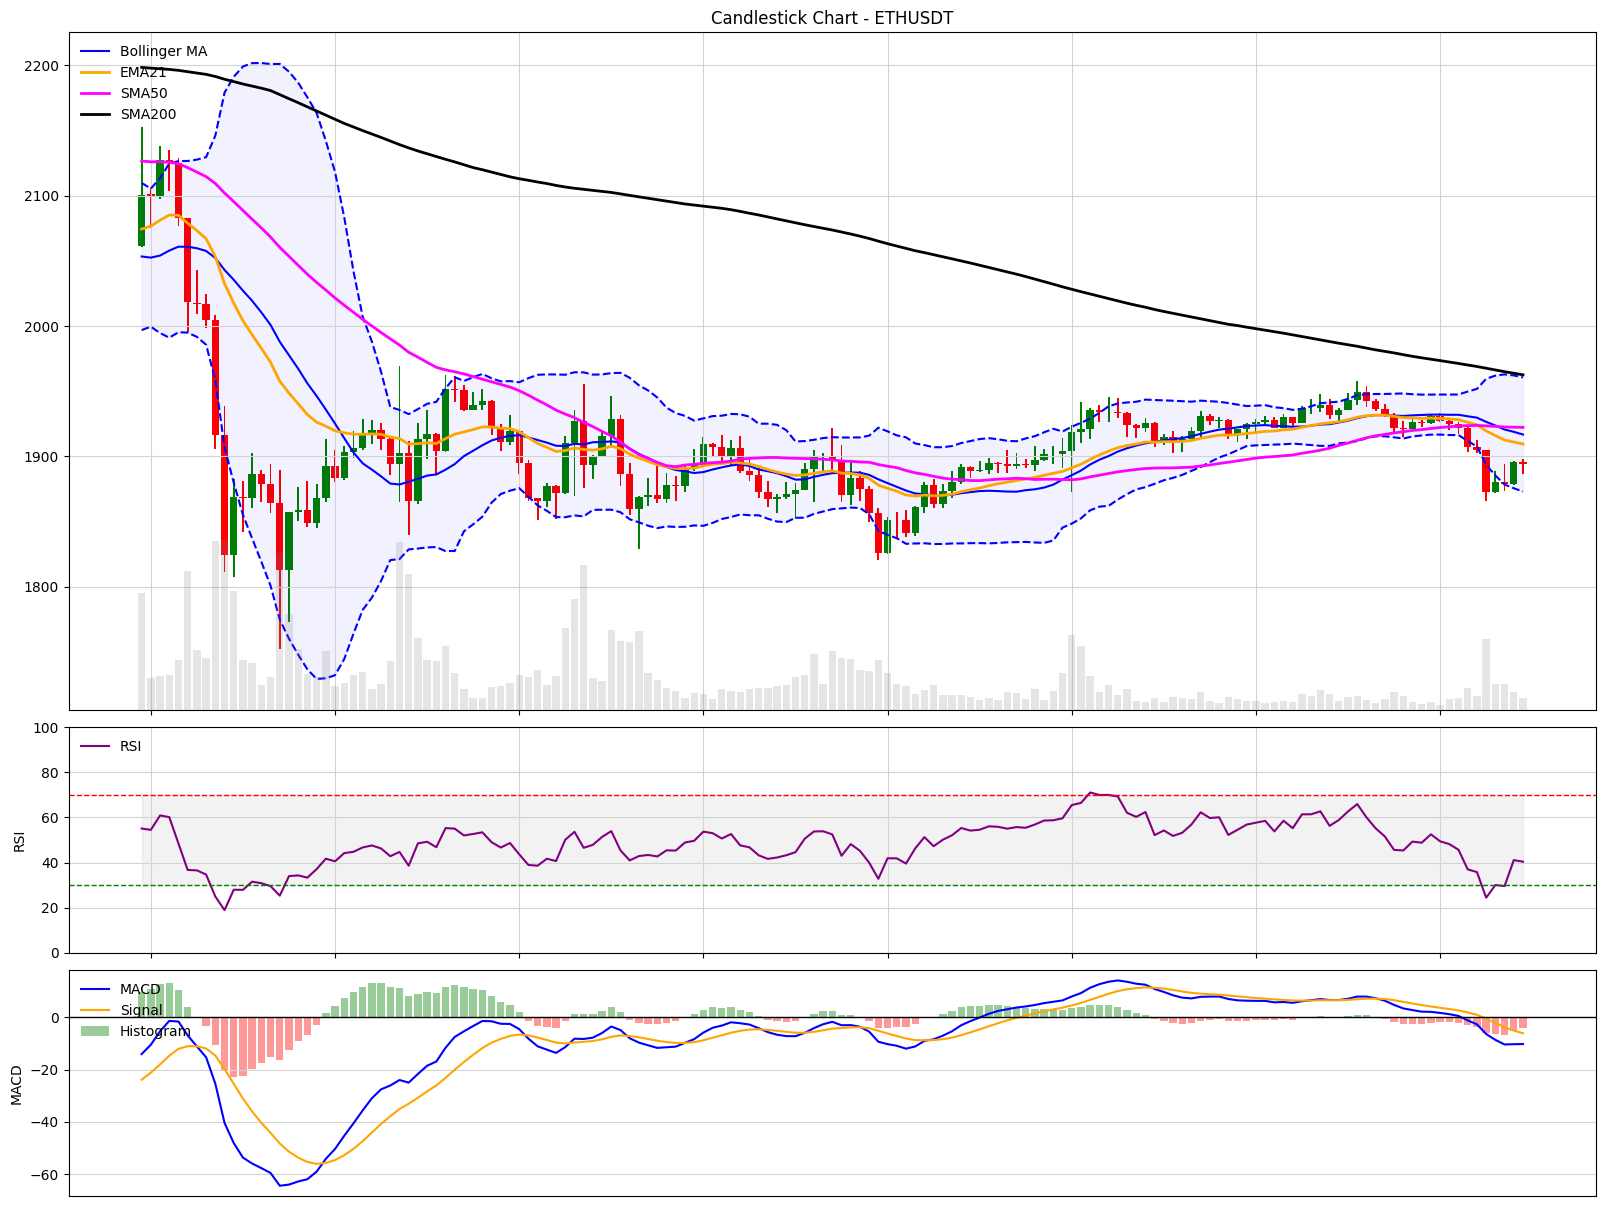 Candlestick Chart - ETHUSDT
Bollinger MA
EMA21
SMA50
SMA200
2200
2100
2000
1900
1800
RSI
100
80
60
40
20
0
RSI
MACD
Signal
Histogram
0
−20
−40
−60
MACD